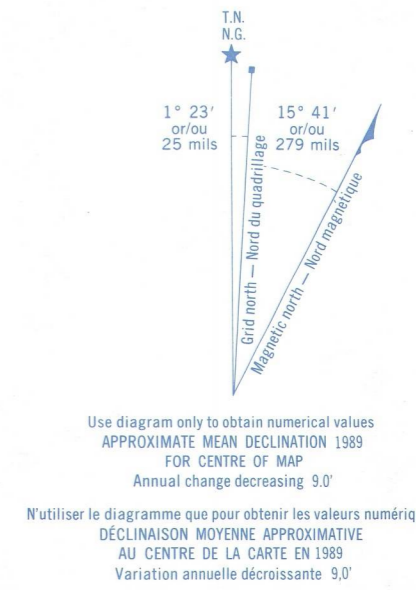 T.N.
N.G.
1° 23′
or/ou
25 mils
15° 41′
or/ou
279 mils
Grid north — Nord du quadrillage
Magnetic north — Nord magnétique
Use diagram only to obtain numerical values
APPROXIMATE MEAN DECLINATION 1989
FOR CENTRE OF MAP
Annual change decreasing 9.0'
N'utiliser le diagramme que pour obtenir les valeurs numériq
DÉCLINAISON MOYENNE APPROXIMATIVE
AU CENTRE DE LA CARTE EN 1989
Variation annuelle décroissante 9,0'